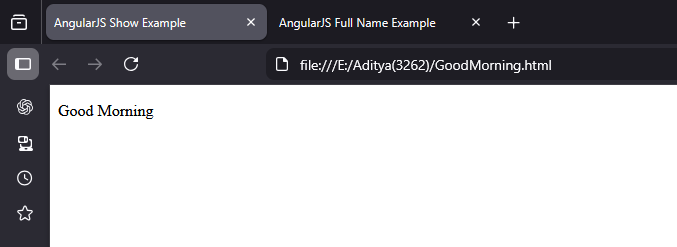 AngularJS Show Example
AngularJS Full Name Example
file:///E:/Aditya(3262)/GoodMorning.html
Good Morning